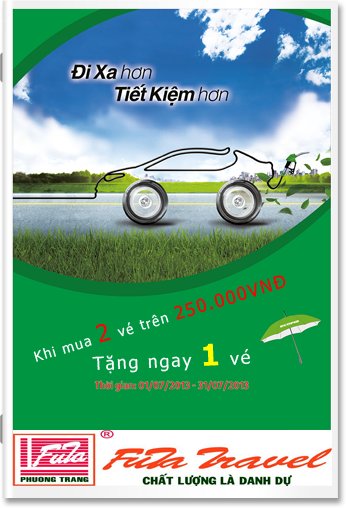 Đi Xa hơn
Tiết Kiệm hơn
Khi mua 2 vé trên 250.000VNĐ
Tặng ngay 1 vé
Thời gian: 01/07/2013 - 31/07/2013
FuTa ®
PHUONG TRANG
FuTa Travel
CHẤT LƯỢNG LÀ DANH DỰ